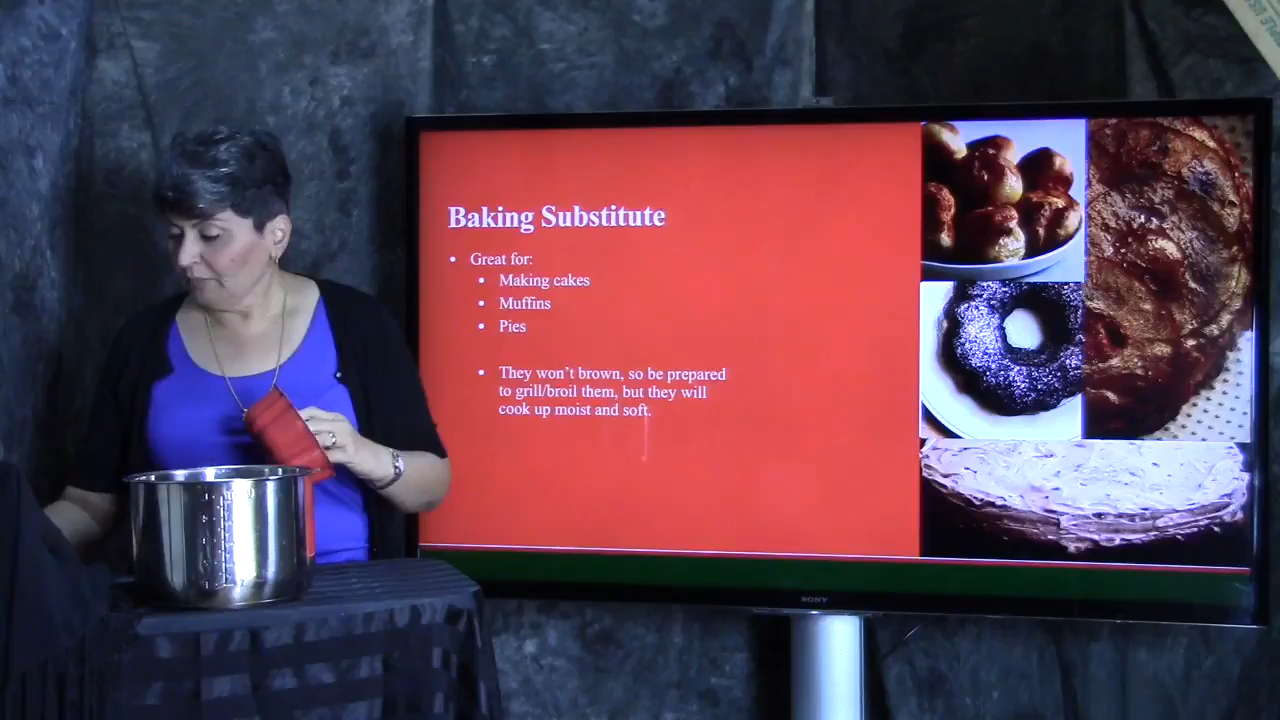 Baking Substitute
• Great for:
• Making cakes
• Muffins
• Pies
• They won't brown, so be prepared
to grill/broil them, but they will
cook up moist and soft.
SONY